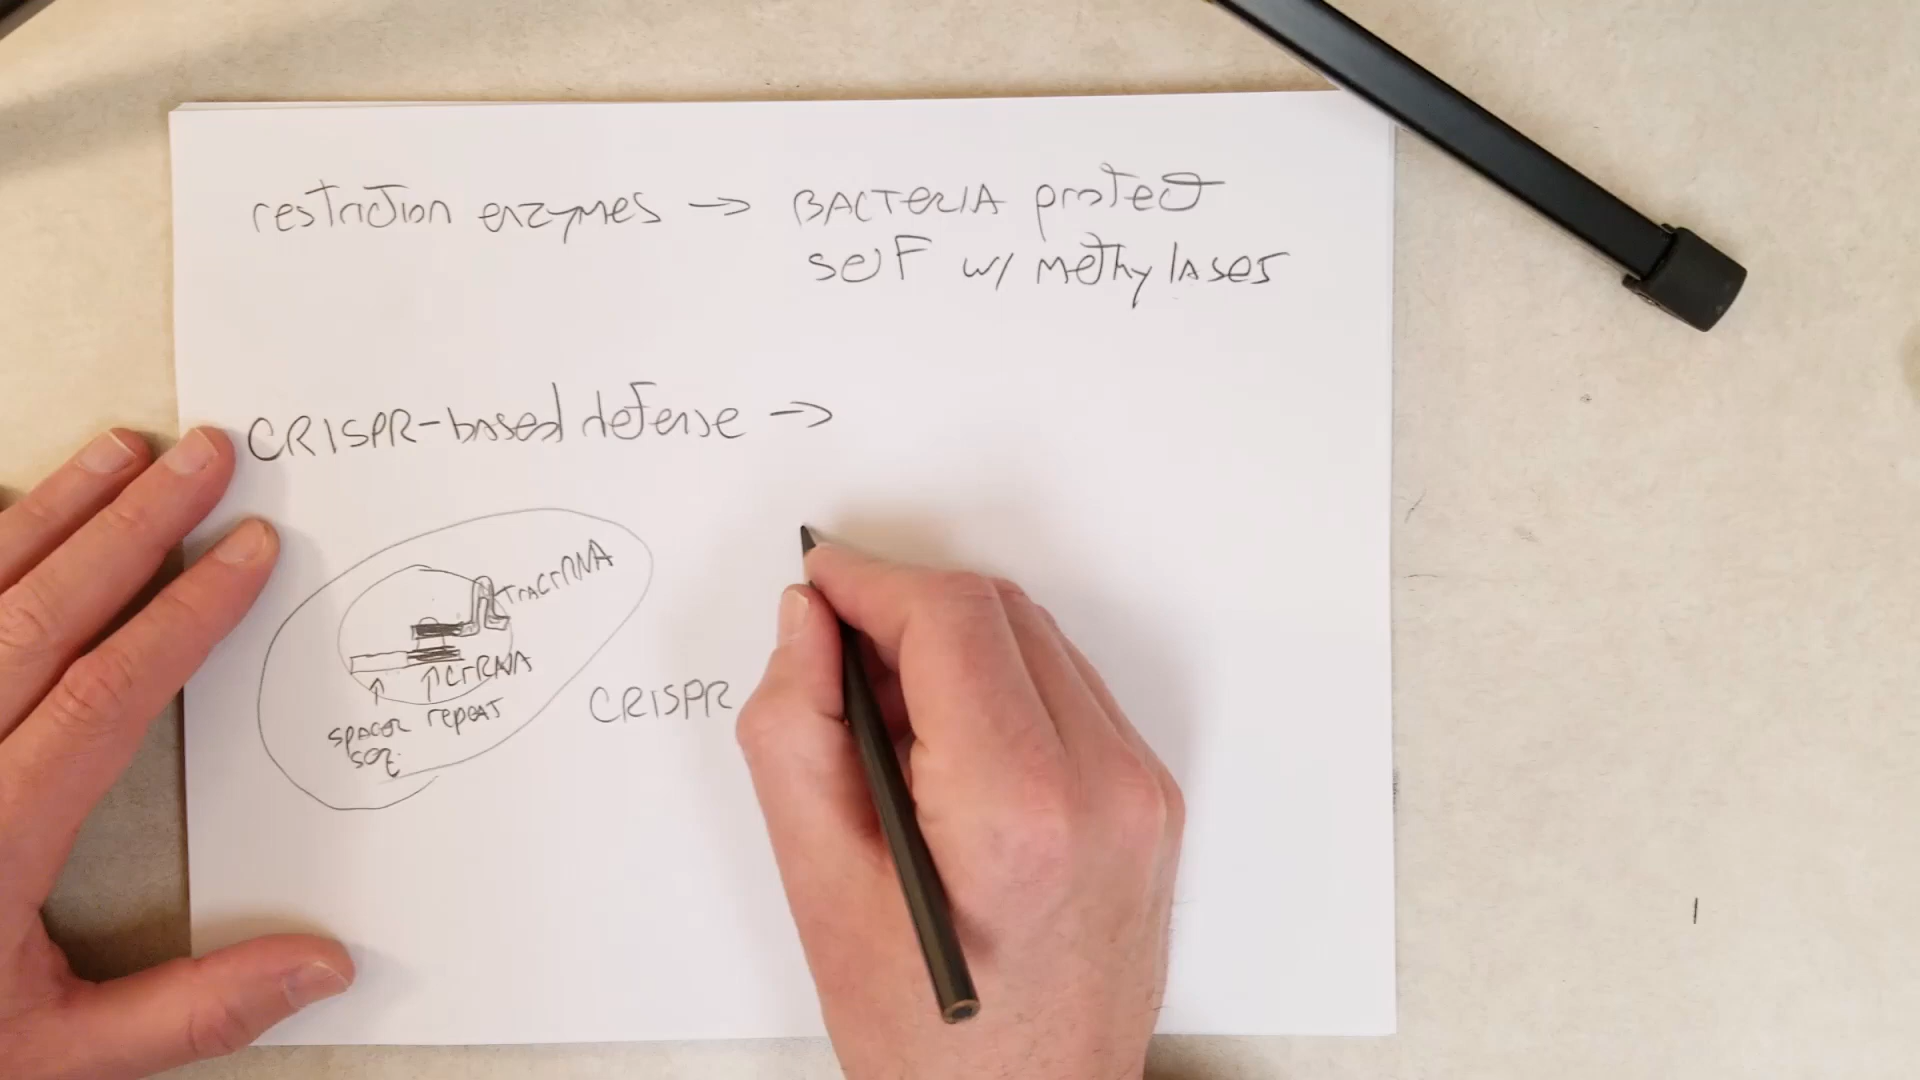 restriction enzymes → BACTERIA protect
self w/ methylases
CRISPR-based defense →
tracrRNA
crRNA
spacer repeat
seq.
CRISPR